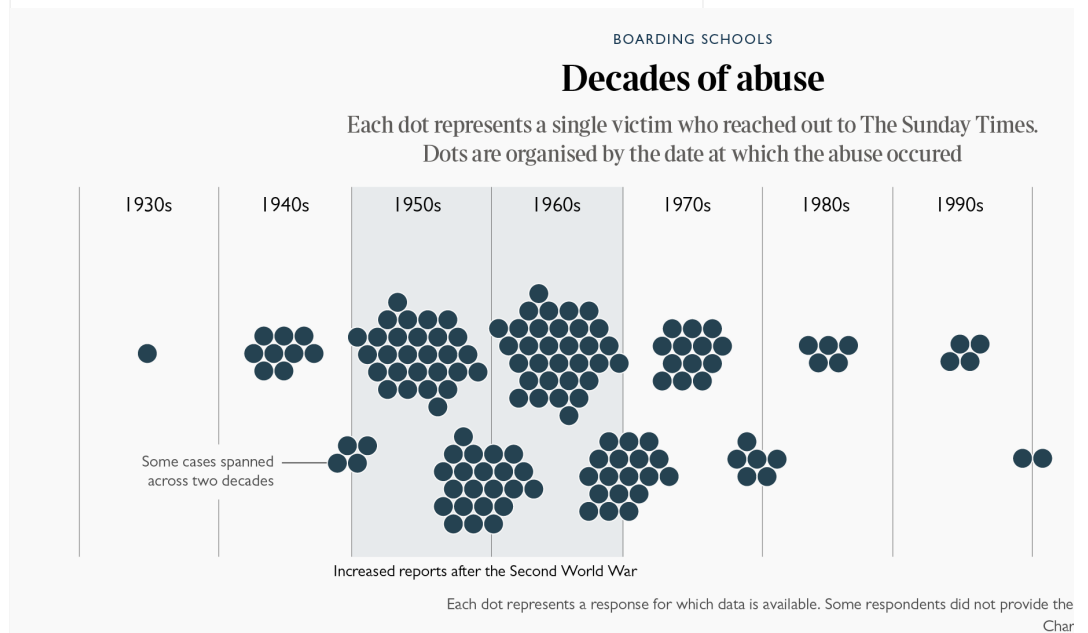 BOARDING SCHOOLS
Decades of abuse
Each dot represents a single victim who reached out to The Sunday Times.
Dots are organised by the date at which the abuse occured
1930s 1940s 1950s 1960s 1970s 1980s 1990s
Some cases spanned
across two decades
Increased reports after the Second World War
Each dot represents a response for which data is available. Some respondents did not provide the
Char